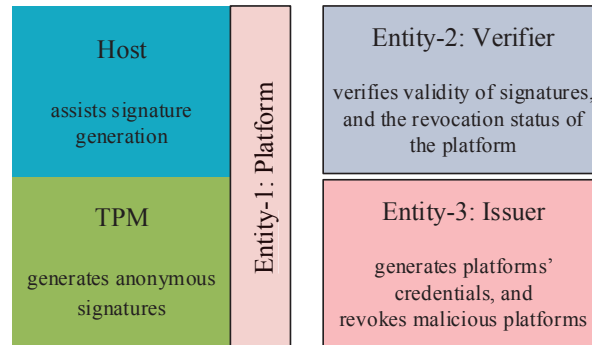 Host
assists signature
generation
TPM
generates anonymous
signatures
Entity-1: Platform
Entity-2: Verifier
verifies validity of signatures,
and the revocation status of
the platform
Entity-3: Issuer
generates platforms’
credentials, and
revokes malicious platforms